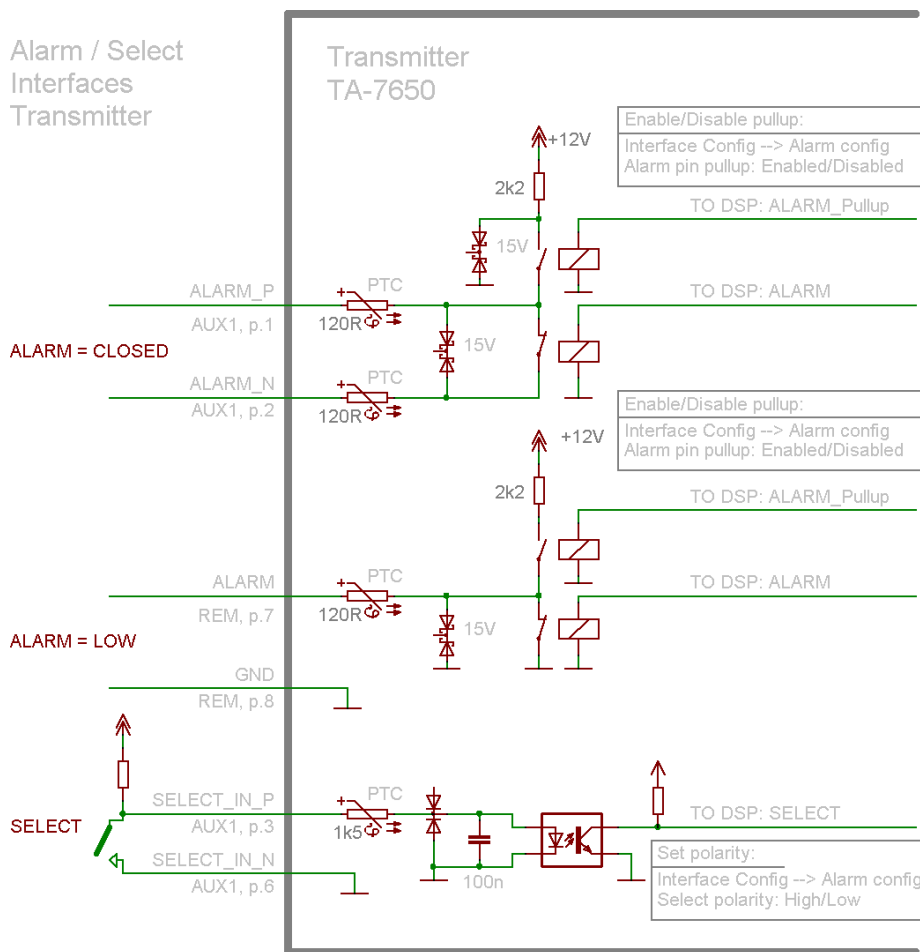 Alarm / Select
Interfaces
Transmitter
Transmitter
TA-7650
Enable/Disable pullup:
Interface Config --> Alarm config
Alarm pin pullup: Enabled/Disabled
+12V
2k2
TO DSP: ALARM_Pullup
15V
ALARM_P
PTC
TO DSP: ALARM
AUX1, p.1
120R
ALARM = CLOSED
15V
ALARM_N
PTC
AUX1, p.2
120R
Enable/Disable pullup:
Interface Config --> Alarm config
Alarm pin pullup: Enabled/Disabled
+12V
2k2
TO DSP: ALARM_Pullup
ALARM
PTC
TO DSP: ALARM
REM, p.7
120R
15V
ALARM = LOW
GND
REM, p.8
SELECT_IN_P
PTC
TO DSP: SELECT
SELECT
AUX1, p.3
1k5
SELECT_IN_N
AUX1, p.6
100n
Set polarity:
Interface Config --> Alarm config
Select polarity: High/Low